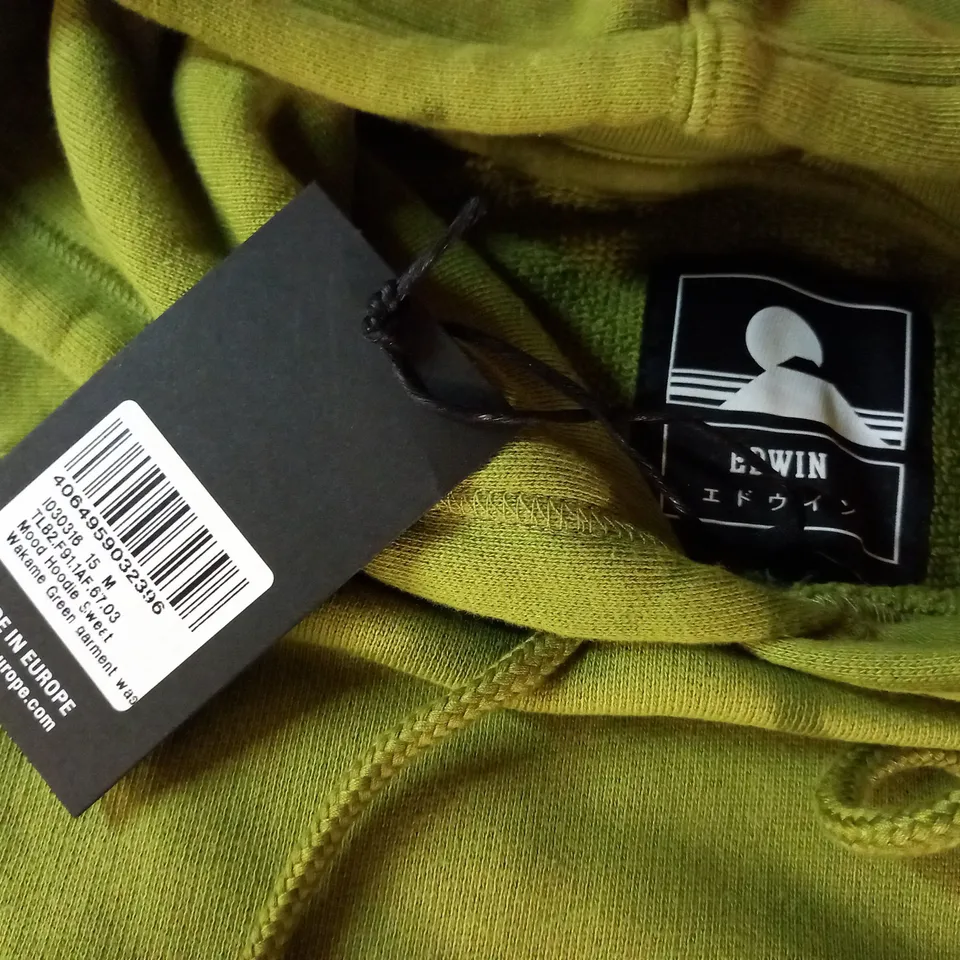 4064959032396
I030316 15 M
TL82.F911AF.67.03
Mood Hoodie Sweat
Wakame Green garment was
IN EUROPE
.com
EDWIN
エドウイン